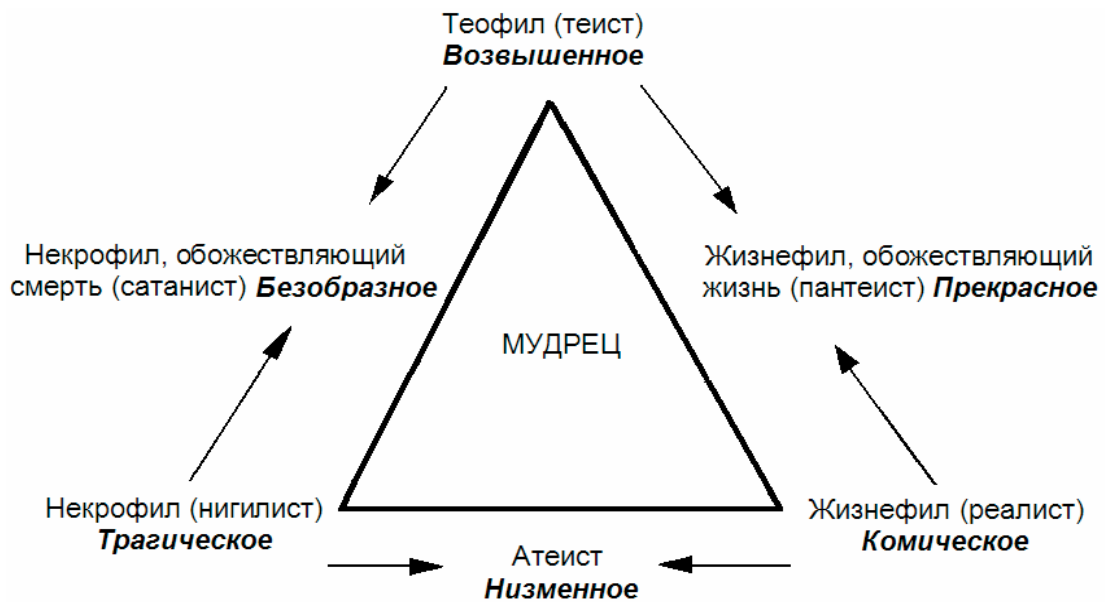 Теофил (теист)
Возвышенное
Некрофил, обожествляющий
смерть (сатанист) Безобразное
Жизнефил, обожествляющий
жизнь (пантеист) Прекрасное
МУДРЕЦ
Некрофил (нигилист)
Трагическое
Жизнефил (реалист)
Комическое
Атеист
Низменное